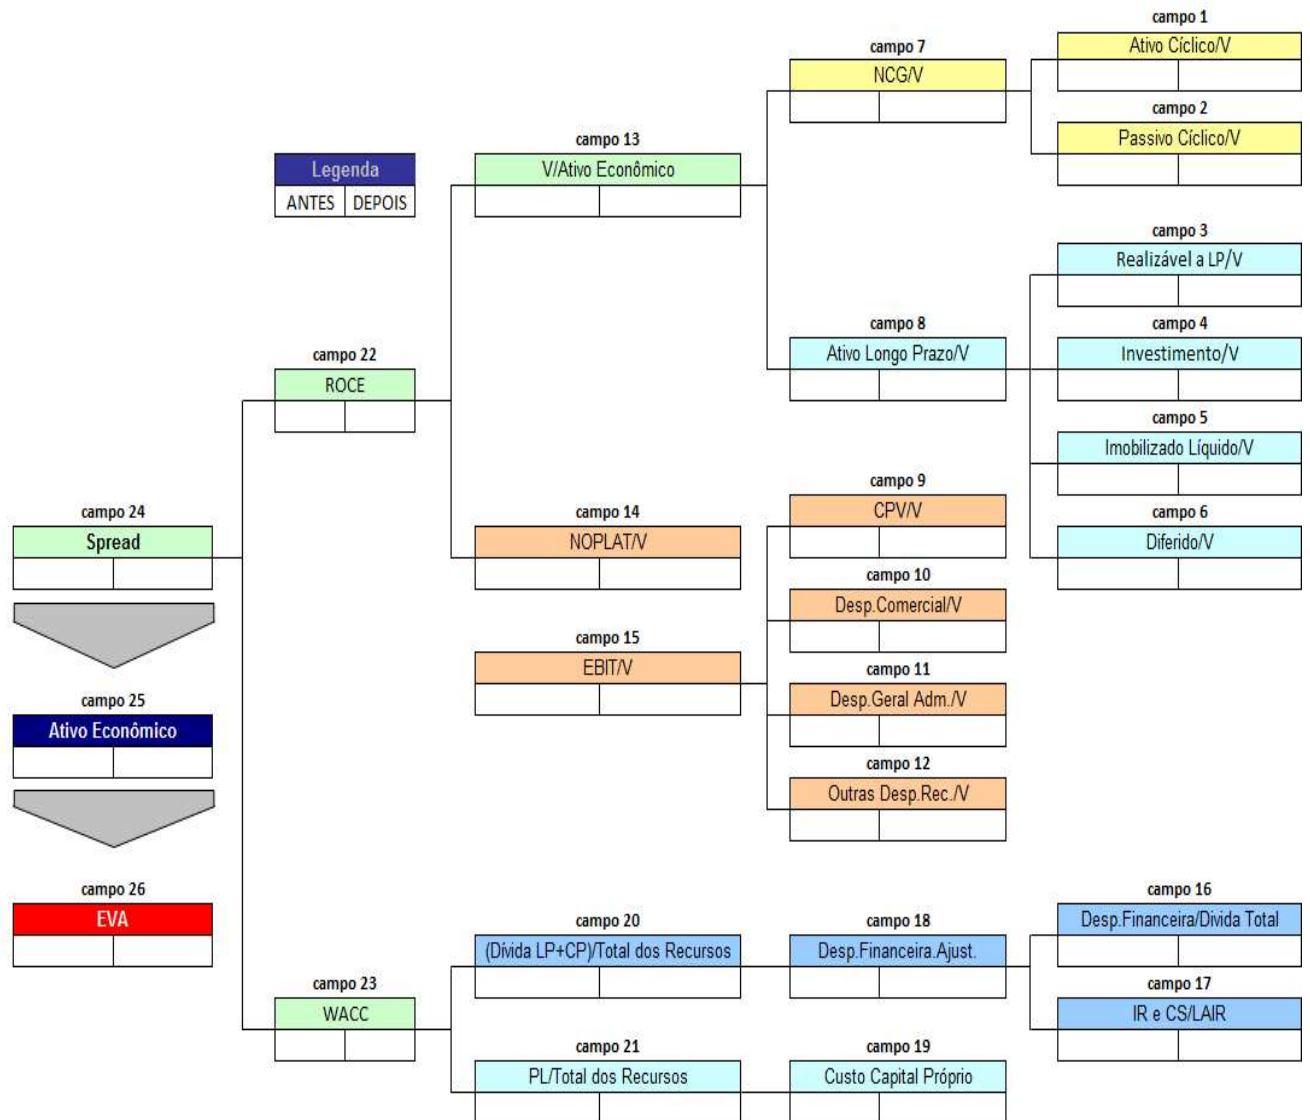 campo 1
Ativo Cíclico/V
campo 7
NCG/V
campo 2
Passivo Cíclico/V
campo 13
V/Ativo Econômico
Legenda
ANTES DEPOIS
campo 3
Realizável a LP/V
campo 8
Ativo Longo Prazo/V
campo 4
Investimento/V
campo 22
ROCE
campo 5
Imobilizado Líquido/V
campo 9
CPV/V
campo 24
Spread
campo 14
NOPLAT/V
campo 6
Diferido/V
campo 10
Desp.Comercial/V
campo 15
EBIT/V
campo 11
Desp.Geral Adm./V
campo 25
Ativo Econômico
campo 12
Outras Desp.Rec./V
campo 26
EVA
campo 16
Desp.Financeira/Divida Total
campo 20
(Dívida LP+CP)/Total dos Recursos
campo 18
Desp.Financeira.Ajust.
campo 23
WACC
campo 17
IR e CS/LAIR
campo 21
PL/Total dos Recursos
campo 19
Custo Capital Próprio